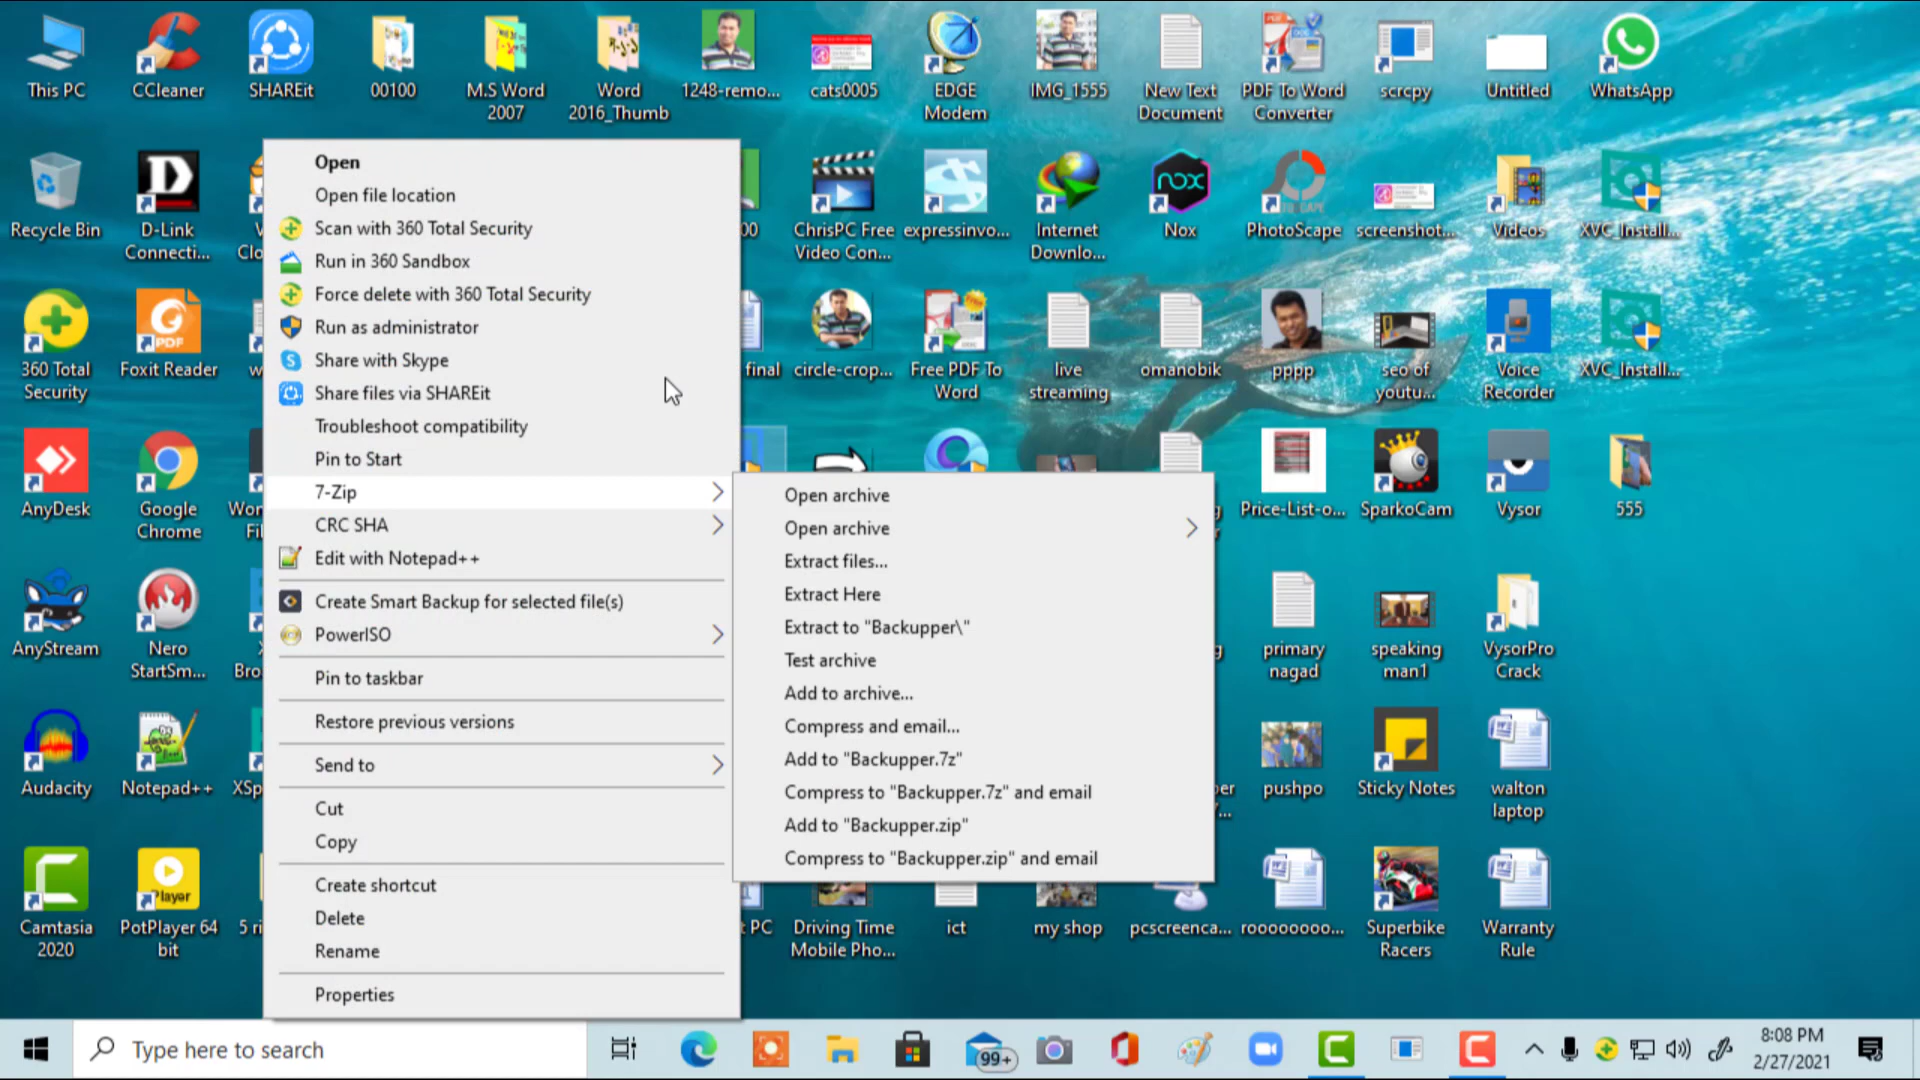 This PC
CCleaner
SHAREit
00100
M.S Word
2007
Word
2016_Thumb
1248-remo...
cats0005
EDGE
Modem
IMG_1555
New Text
Document
PDF To Word
Converter
scrcpy
Untitled
WhatsApp
Recycle Bin
D-Link
Connecti...
Clo
00
ChrisPC Free
Video Con...
expressinvo...
Internet
Downlo...
Nox
PhotoScape
screenshot...
Videos
XVC_Install...
360 Total
Security
Foxit Reader
final
circle-crop...
Free PDF To
Word
live
streaming
omanobik
pppp
seo of
youtu...
Voice
Recorder
XVC_Install...
AnyDesk
Google
Chrome
Won
Fil
Price-List-o...
SparkoCam
Vysor
555
AnyStream
Nero
StartSm...
X
Bro
primary
nagad
speaking
man1
VysorPro
Crack
Audacity
Notepad++
XSp
er
pushpo
Sticky Notes
walton
laptop
Camtasia
2020
PotPlayer 64
bit
5 ri
t PC
Driving Time
Mobile Pho...
ict
my shop
pcscreenca...
roooooooo...
Superbike
Racers
Warranty
Rule
Open
Open file location
Scan with 360 Total Security
Run in 360 Sandbox
Force delete with 360 Total Security
Run as administrator
Share with Skype
Share files via SHAREit
Troubleshoot compatibility
Pin to Start
7-Zip
CRC SHA
Edit with Notepad++
Create Smart Backup for selected file(s)
PowerISO
Pin to taskbar
Restore previous versions
Send to
Cut
Copy
Create shortcut
Delete
Rename
Properties
Open archive
Open archive
Extract files...
Extract Here
Extract to "Backupper\"
Test archive
Add to archive...
Compress and email...
Add to "Backupper.7z"
Compress to "Backupper.7z" and email
Add to "Backupper.zip"
Compress to "Backupper.zip" and email
Type here to search
99+
8:08 PM
2/27/2021